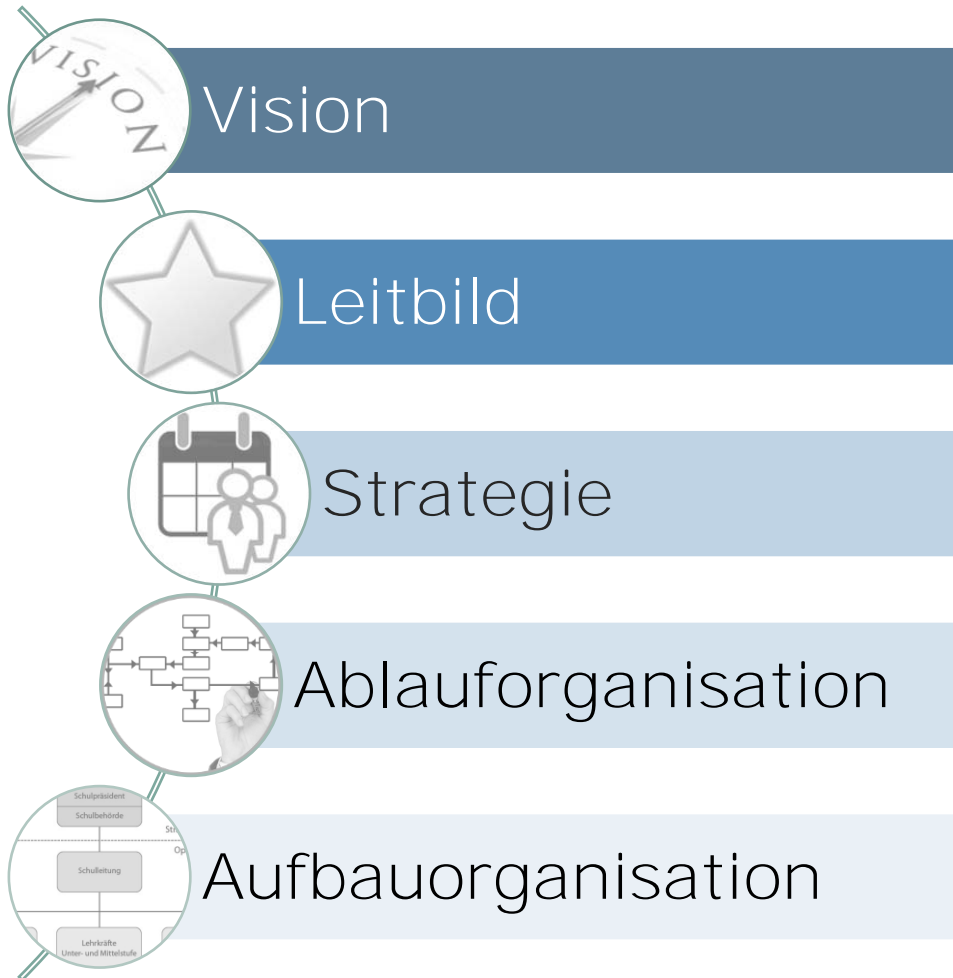 VISION
Vision
Leitbild
Strategie
Ablauforganisation
Schulpräsident
Schulbehörde
Schulleitung
Lehrkräfte
Unter- und Mittelstufe
Aufbauorganisation